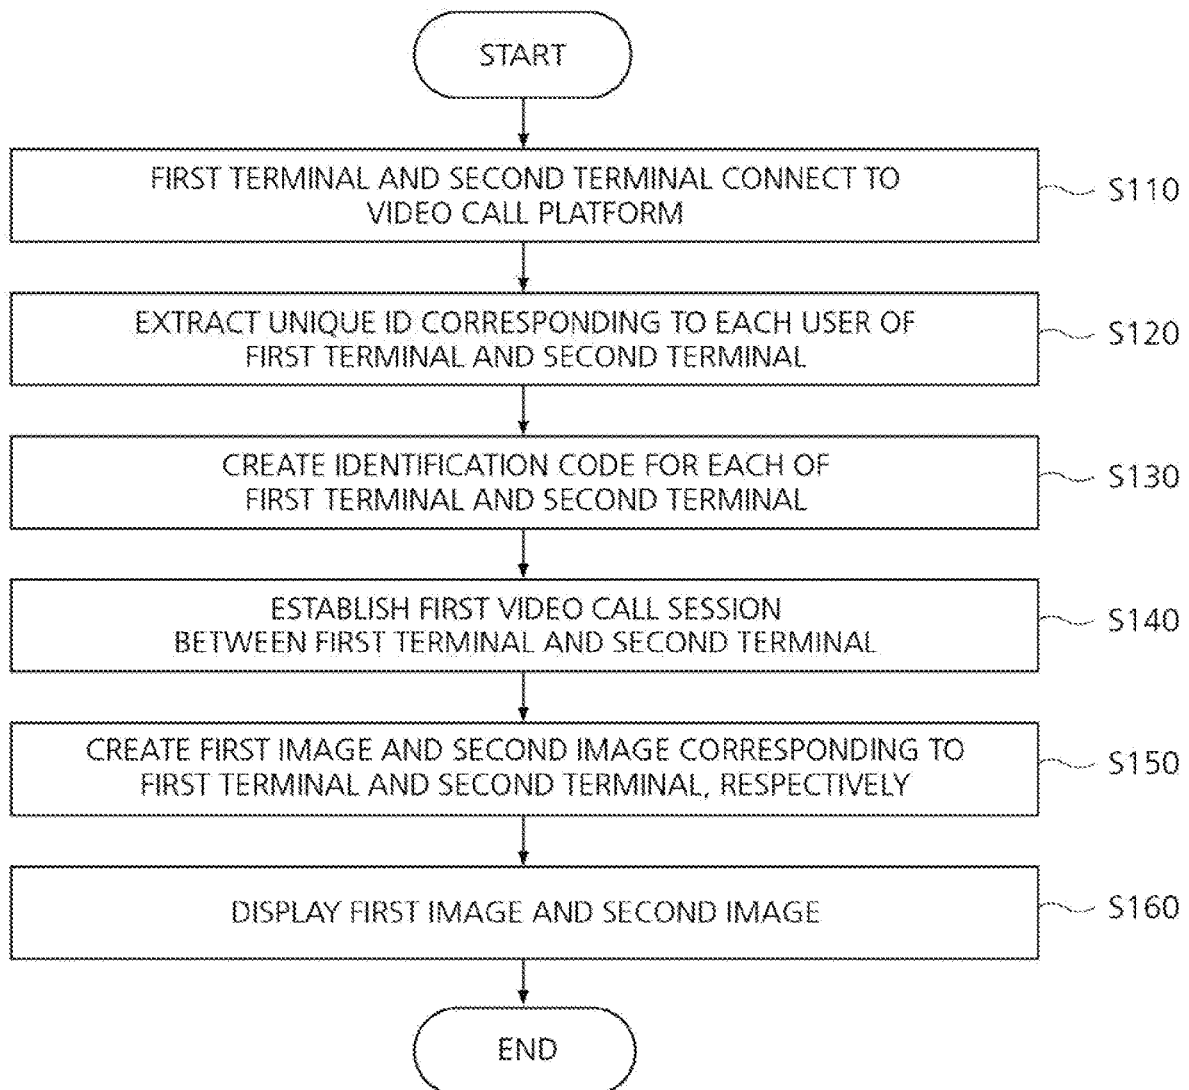 START
FIRST TERMINAL AND SECOND TERMINAL CONNECT TO
VIDEO CALL PLATFORM
S110
EXTRACT UNIQUE ID CORRESPONDING TO EACH USER OF
FIRST TERMINAL AND SECOND TERMINAL
S120
CREATE IDENTIFICATION CODE FOR EACH OF
FIRST TERMINAL AND SECOND TERMINAL
S130
ESTABLISH FIRST VIDEO CALL SESSION
BETWEEN FIRST TERMINAL AND SECOND TERMINAL
S140
CREATE FIRST IMAGE AND SECOND IMAGE CORRESPONDING TO
FIRST TERMINAL AND SECOND TERMINAL, RESPECTIVELY
S150
DISPLAY FIRST IMAGE AND SECOND IMAGE
S160
END